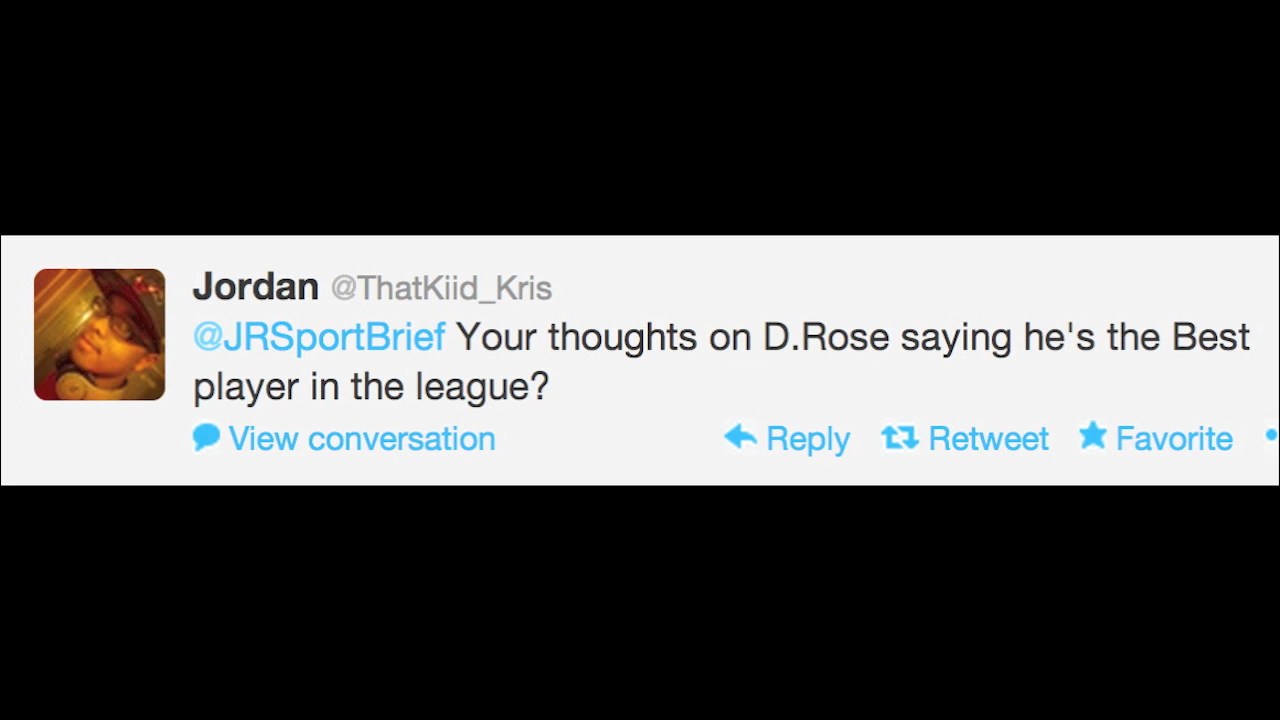 Jordan @ThatKiid_Kris
@JRSportBrief Your thoughts on D.Rose saying he's the Best
player in the league?
View conversation Reply Retweet Favorite